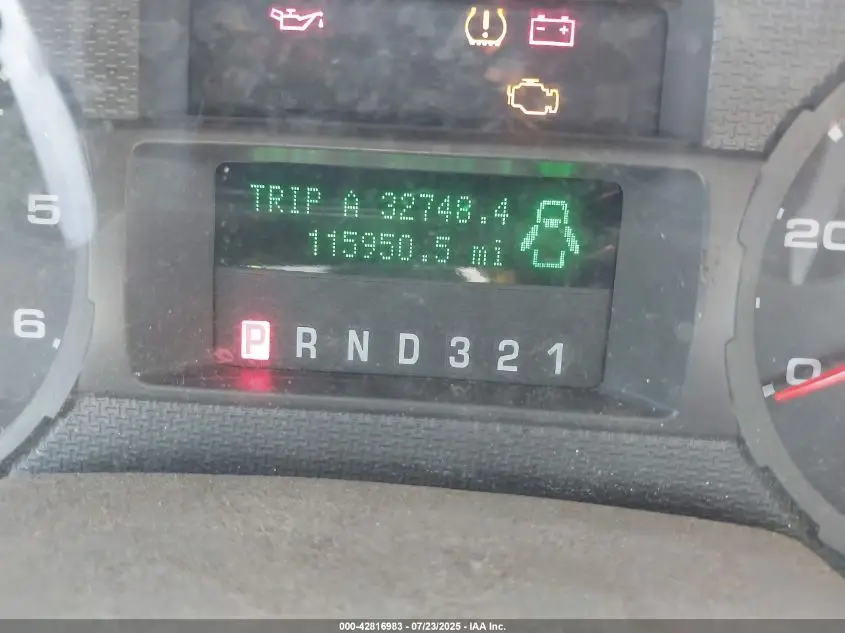 TRIP A 32748.4
115950.5 mi
P R N D 3 2 1
5
6
20
0
000-42816983 - 07/23/2025 - IAA Inc.